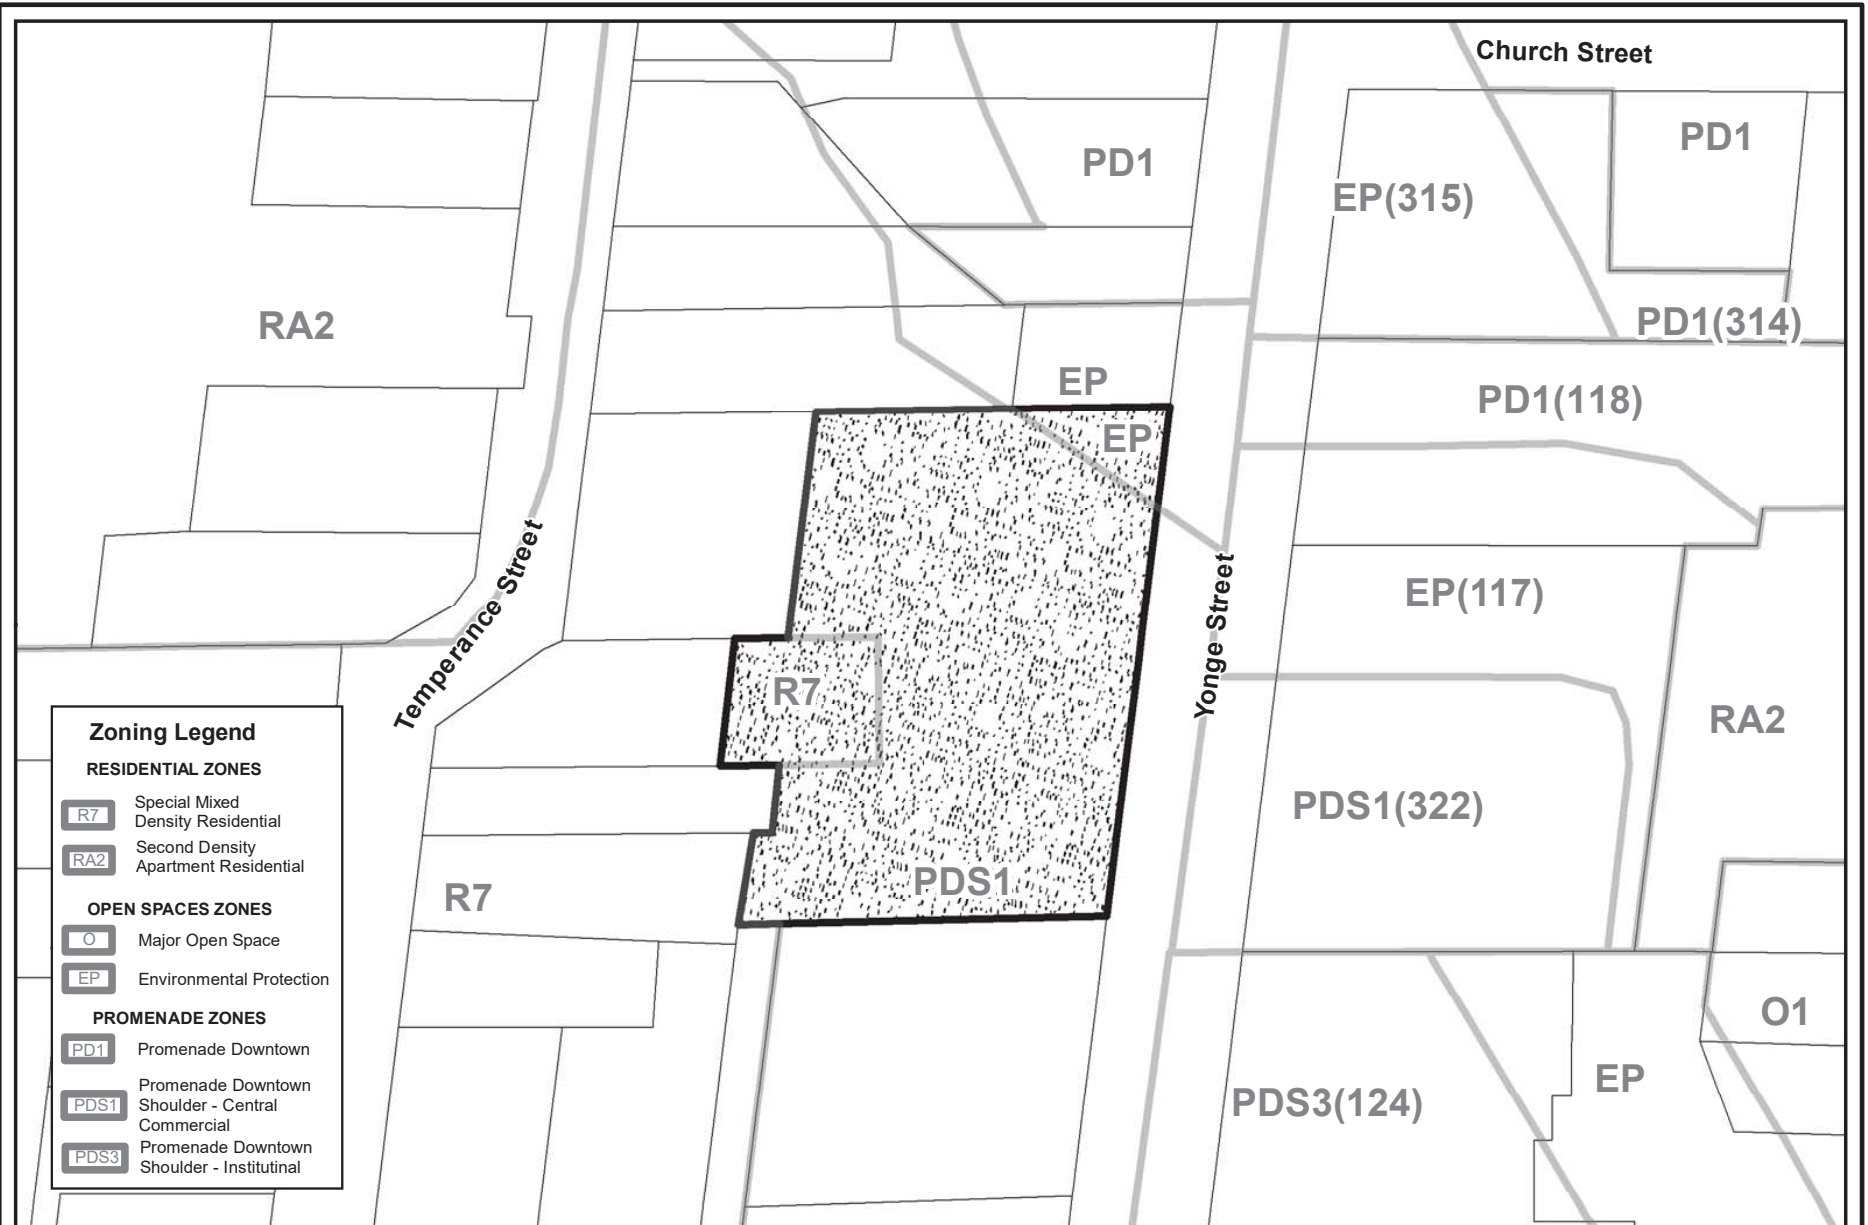 Church Street
PD1
PD1
EP(315)
RA2
PD1(314)
EP
PD1(118)
EP
Temperance Street
Yonge Street
EP(117)
R7
RA2
PDS1(322)
PDS1
R7
O1
EP
PDS3(124)
Zoning Legend
RESIDENTIAL ZONES
R7
Special Mixed
Density Residential
RA2
Second Density
Apartment Residential
OPEN SPACES ZONES
O
Major Open Space
EP
Environmental Protection
PROMENADE ZONES
PD1
Promenade Downtown
PDS1
Promenade Downtown
Shoulder - Central
Commercial
PDS3
Promenade Downtown
Shoulder - Institutinal